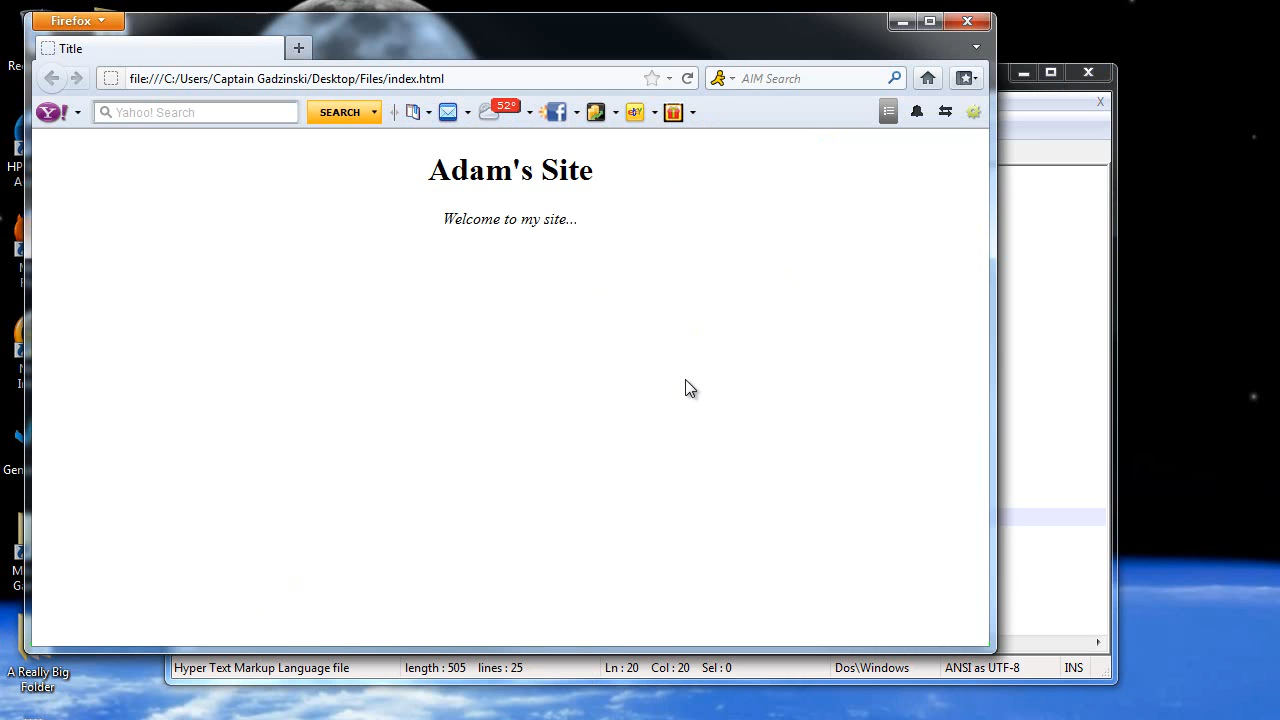 Firefox
Title
file:///C:/Users/Captain Gadzinski/Desktop/Files/index.html
AIM Search
Y!
Yahoo! Search
SEARCH
52°
X
Adam's Site
Welcome to my site...
HP
Gen
A Really Big
Folder
Hyper Text Markup Language file
length : 505 lines : 25
Ln : 20 Col : 20 Sel : 0
Dos\Windows
ANSI as UTF-8
INS